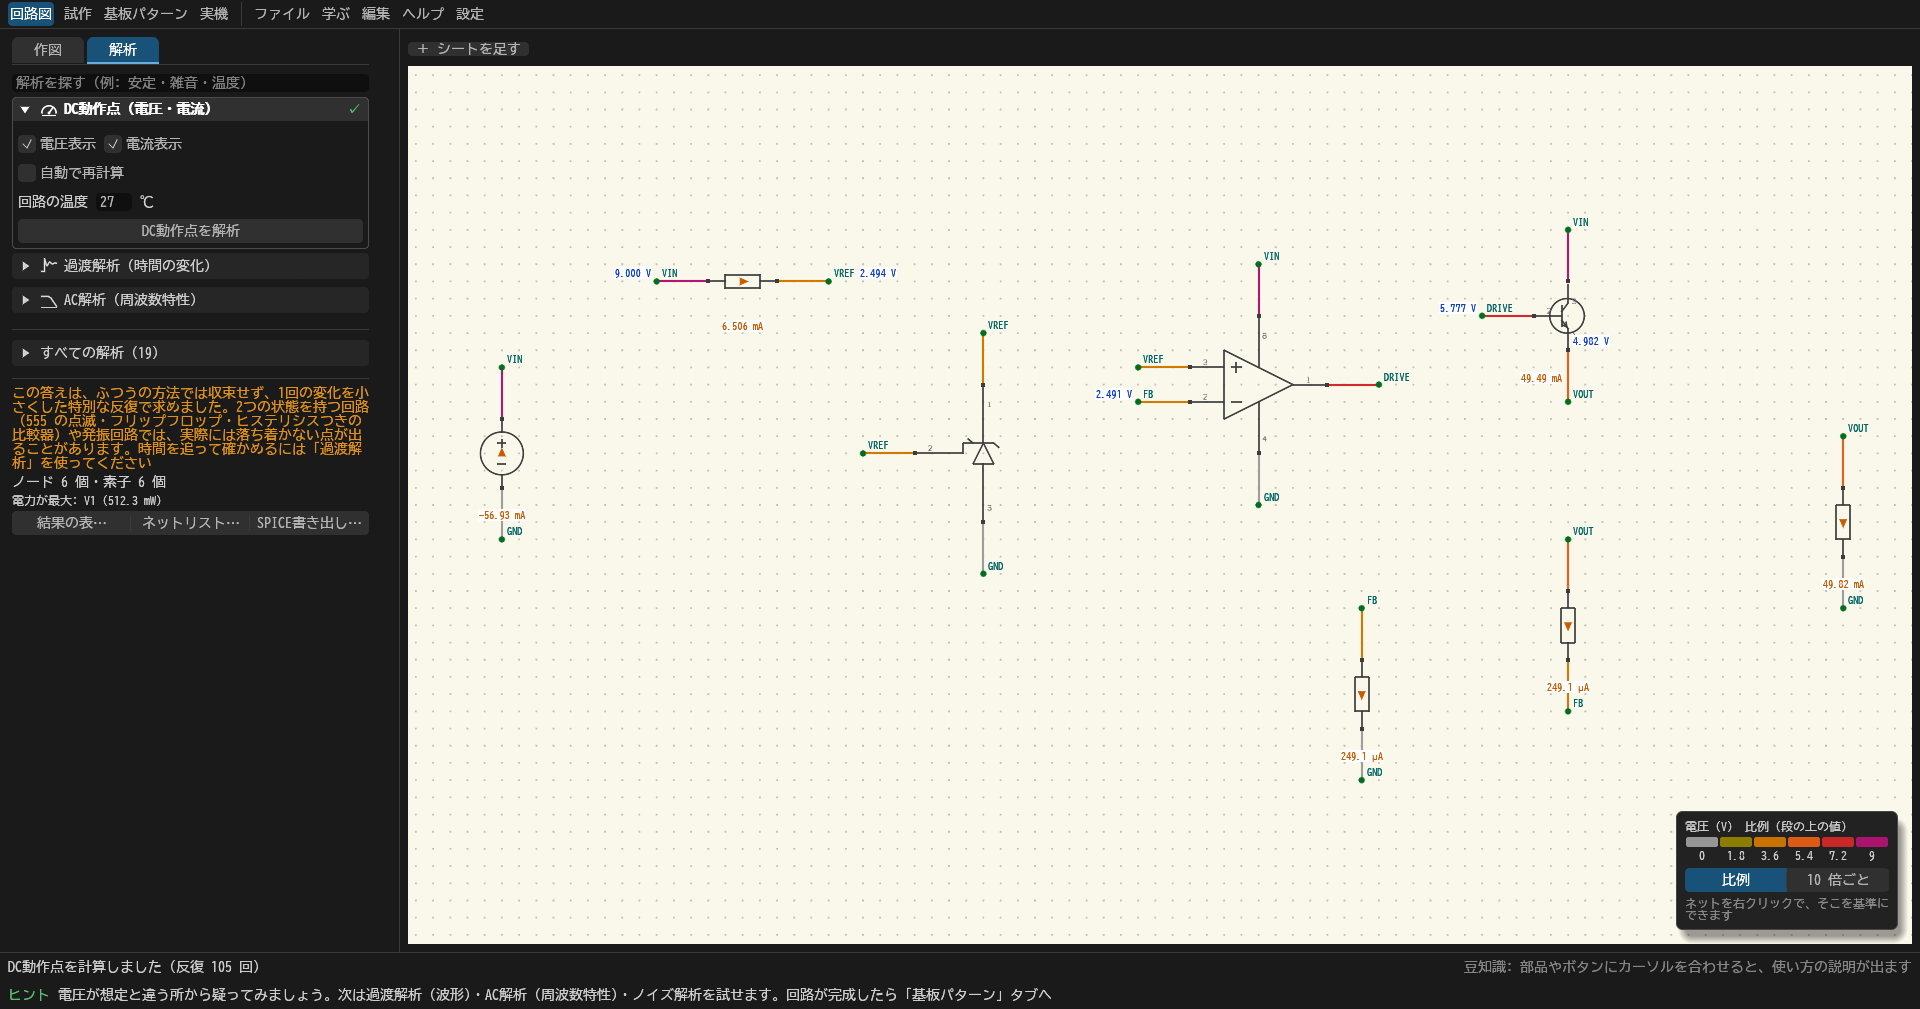 回路図 試作 基板パターン 実機 ファイル 学ぶ 編集 ヘルプ 設定
作図 解析
＋ シートを足す
解析を探す（例: 安定・雑音・温度）
DC動作点（電圧・電流） ✓
電圧表示 電流表示
自動で再計算
回路の温度 27 ℃
DC動作点を解析
過渡解析（時間の変化）
AC解析（周波数特性）
すべての解析（19）
この答えは、ふつうの方法では収束せず、1回の変化を小
さくした特別な反復で求めました。2つの状態を持つ回路
（555 の点滅・フリップフロップ・ヒステリシスつきの
比較器）や発振回路では、実際には落ち着かない点が出
ることがあります。時間を追って確かめるには「過渡解
析」を使ってください
ノード 6 個・素子 6 個
電力が最大: V1（512.3 mW）
結果の表… ネットリスト… SPICE書き出し…
VIN
-56.93 mA
GND
9.000 V VIN
VREF 2.494 V
6.506 mA
VREF
1
VREF
2
3
GND
VIN
8
VREF
3
2.491 V FB
2
1
DRIVE
4
GND
VIN
5.777 V DRIVE
4.982 V
49.49 mA
VOUT
VOUT
49.82 mA
GND
VOUT
249.1 µA
FB
FB
249.1 µA
GND
電圧（V） 比例（段の上の値）
0 1.8 3.6 5.4 7.2 9
比例 10 倍ごと
ネットを右クリックで、そこを基準に
できます
DC動作点を計算しました（反復 105 回）
豆知識: 部品やボタンにカーソルを合わせると、使い方の説明が出ます
ヒント 電圧が想定と違う所から疑ってみましょう。次は過渡解析（波形）・AC解析（周波数特性）・ノイズ解析を試せます。回路が完成したら「基板パターン」タブへ